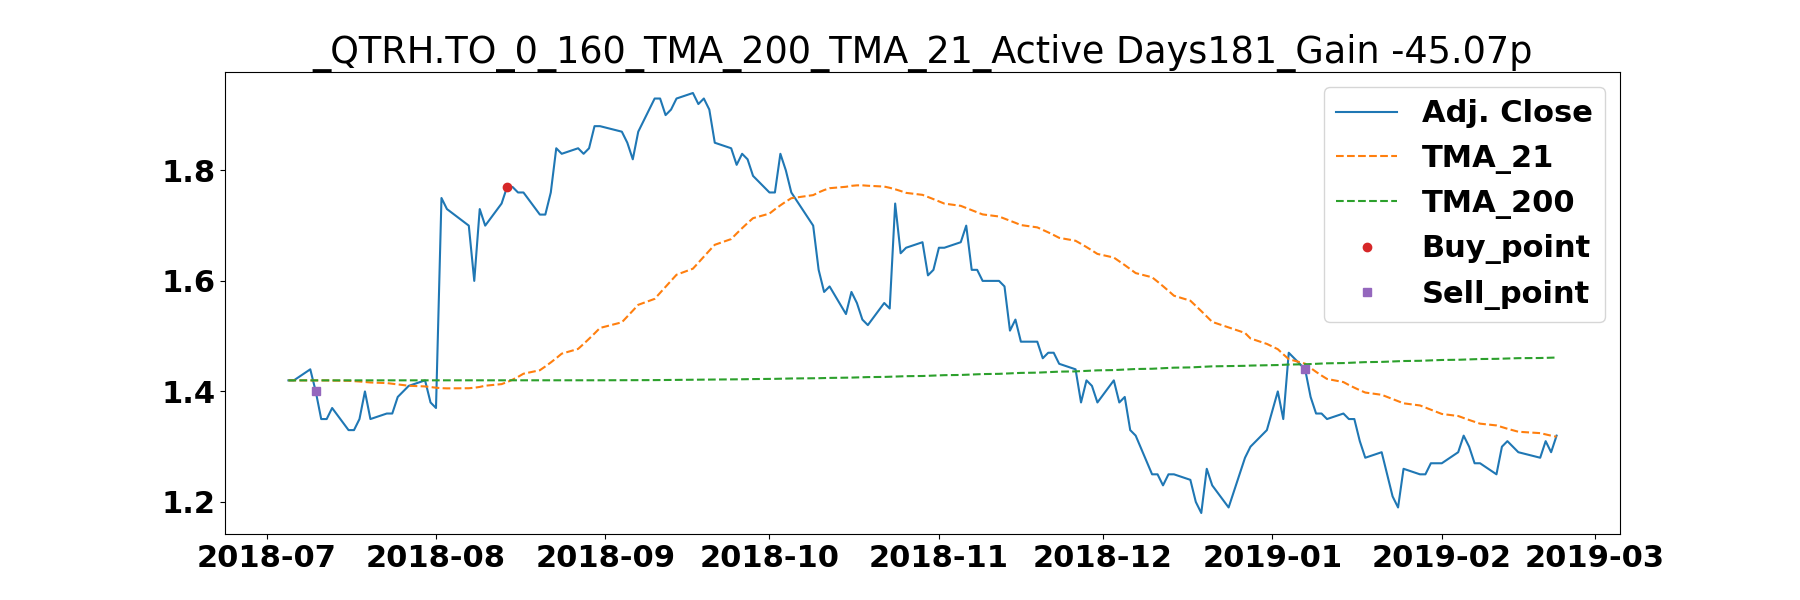 _QTRH.TO_0_160_TMA_200_TMA_21_Active Days181_Gain -45.07p
Adj. Close
TMA_21
TMA_200
Buy_point
Sell_point
1.8
1.6
1.4
1.2
2018-07 2018-08 2018-09 2018-10 2018-11 2018-12 2019-01 2019-02 2019-03